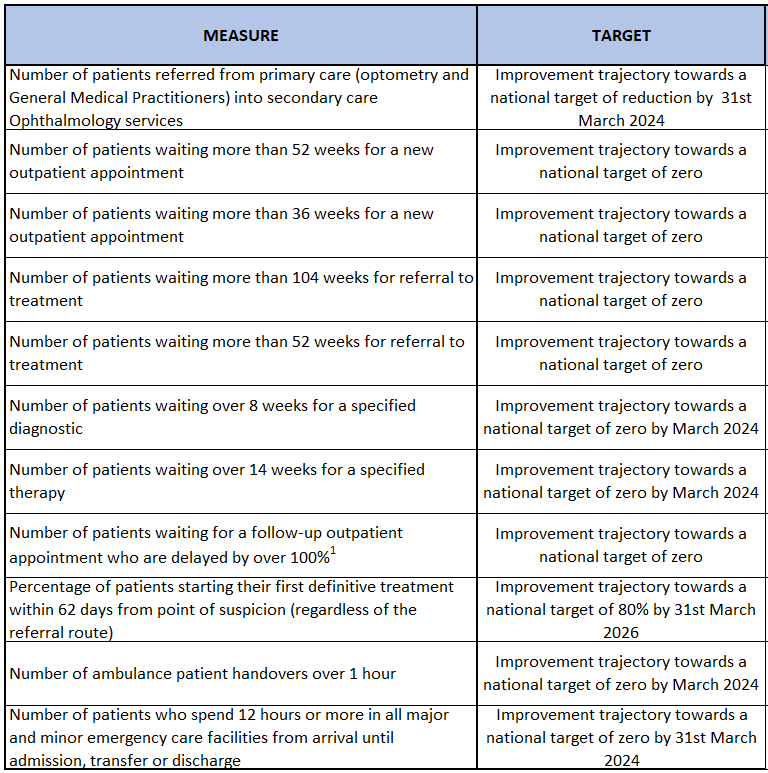 MEASURE
TARGET
Number of patients referred from primary care (optometry and
General Medical Practitioners) into secondary care
Ophthalmology services
Improvement trajectory towards a
national target of reduction by  31st
March 2024
Number of patients waiting more than 52 weeks for a new
outpatient appointment
Improvement trajectory towards a
national target of zero
Number of patients waiting more than 36 weeks for a new
outpatient appointment
Improvement trajectory towards a
national target of zero
Number of patients waiting more than 104 weeks for referral to
treatment
Improvement trajectory towards a
national target of zero
Number of patients waiting more than 52 weeks for referral to
treatment
Improvement trajectory towards a
national target of zero
Number of patients waiting over 8 weeks for a specified
diagnostic
Improvement trajectory towards a
national target of zero by March 2024
Number of patients waiting over 14 weeks for a specified
therapy
Improvement trajectory towards a
national target of zero by March 2024
Number of patients waiting for a follow-up outpatient
appointment who are delayed by over 100%¹
Improvement trajectory towards a
national target of zero
Percentage of patients starting their first definitive treatment
within 62 days from point of suspicion (regardless of the
referral route)
Improvement trajectory towards a
national target of 80% by 31st March
2026
Number of ambulance patient handovers over 1 hour
Improvement trajectory towards a
national target of zero by March 2024
Number of patients who spend 12 hours or more in all major
and minor emergency care facilities from arrival until
admission, transfer or discharge
Improvement trajectory towards a
national target of zero by 31st March
2024